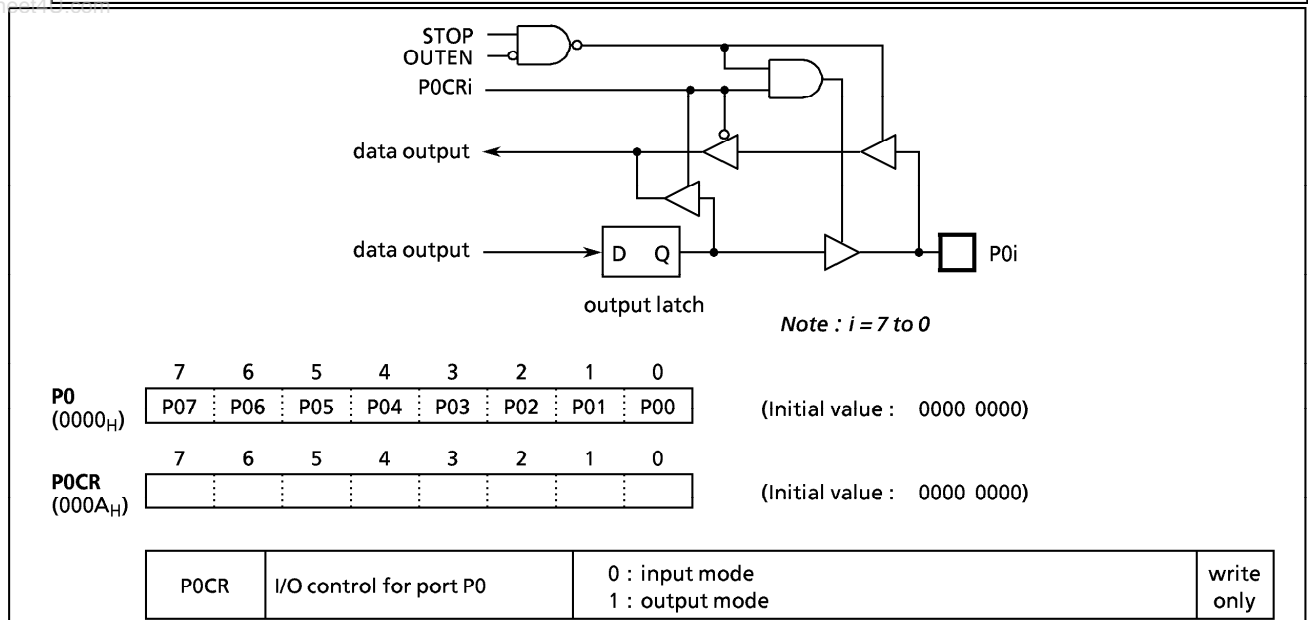 STOP
OUTEN
P0CRi
data output
data output
D Q
P0i
output latch
Note : i = 7 to 0
7 6 5 4 3 2 1 0
P0
(0000H)
P07 P06 P05 P04 P03 P02 P01 P00
(Initial value : 0000 0000)
7 6 5 4 3 2 1 0
P0CR
(000AH)
(Initial value : 0000 0000)
P0CR
I/O control for port P0
0 : input mode
1 : output mode
write
only